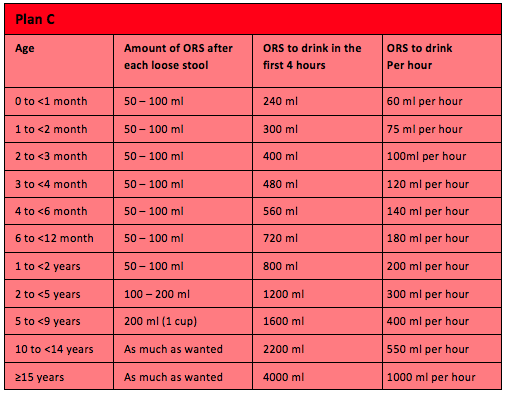 Plan C
Age Amount of ORS after each loose stool ORS to drink in the first 4 hours ORS to drink Per hour
0 to <1 month 50 – 100 ml 240 ml 60 ml per hour
1 to <2 month 50 – 100 ml 300 ml 75 ml per hour
2 to <3 month 50 – 100 ml 400 ml 100ml per hour
3 to <4 month 50 – 100 ml 480 ml 120 ml per hour
4 to <6 month 50 – 100 ml 560 ml 140 ml per hour
6 to <12 month 50 – 100 ml 720 ml 180 ml per hour
1 to <2 years 50 – 100 ml 800 ml 200 ml per hour
2 to <5 years 100 – 200 ml 1200 ml 300 ml per hour
5 to <9 years 200 ml (1 cup) 1600 ml 400 ml per hour
10 to <14 years As much as wanted 2200 ml 550 ml per hour
≥15 years As much as wanted 4000 ml 1000 ml per hour